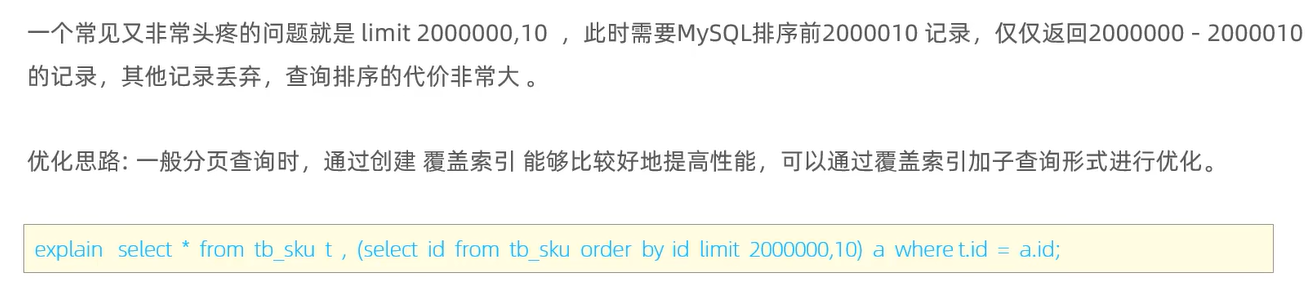 一个常见又非常头疼的问题就是 limit 2000000,10 ，此时需要MySQL排序前2000010 记录，仅仅返回2000000 - 2000010
的记录，其他记录丢弃，查询排序的代价非常大 。
优化思路: 一般分页查询时，通过创建 覆盖索引 能够比较好地提高性能，可以通过覆盖索引加子查询形式进行优化。
explain select * from tb_sku t , (select id from tb_sku order by id limit 2000000,10) a where t.id = a.id;